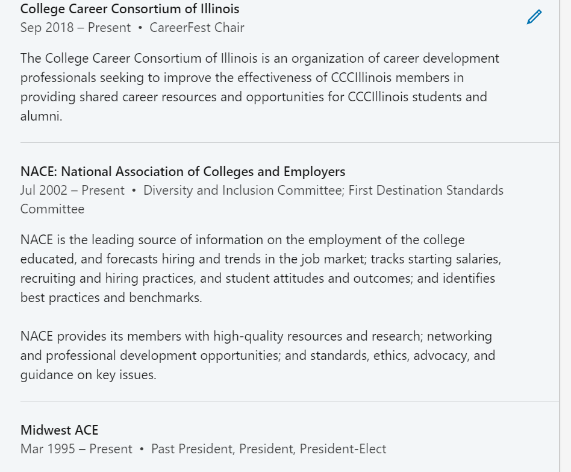 College Career Consortium of Illinois
Sep 2018 – Present • CareerFest Chair
The College Career Consortium of Illinois is an organization of career development
professionals seeking to improve the effectiveness of CCCIllinois members in
providing shared career resources and opportunities for CCCIllinois students and
alumni.
NACE: National Association of Colleges and Employers
Jul 2002 – Present • Diversity and Inclusion Committee; First Destination Standards
Committee
NACE is the leading source of information on the employment of the college
educated, and forecasts hiring and trends in the job market; tracks starting salaries,
recruiting and hiring practices, and student attitudes and outcomes; and identifies
best practices and benchmarks.
NACE provides its members with high-quality resources and research; networking
and professional development opportunities; and standards, ethics, advocacy, and
guidance on key issues.
Midwest ACE
Mar 1995 – Present • Past President, President, President-Elect